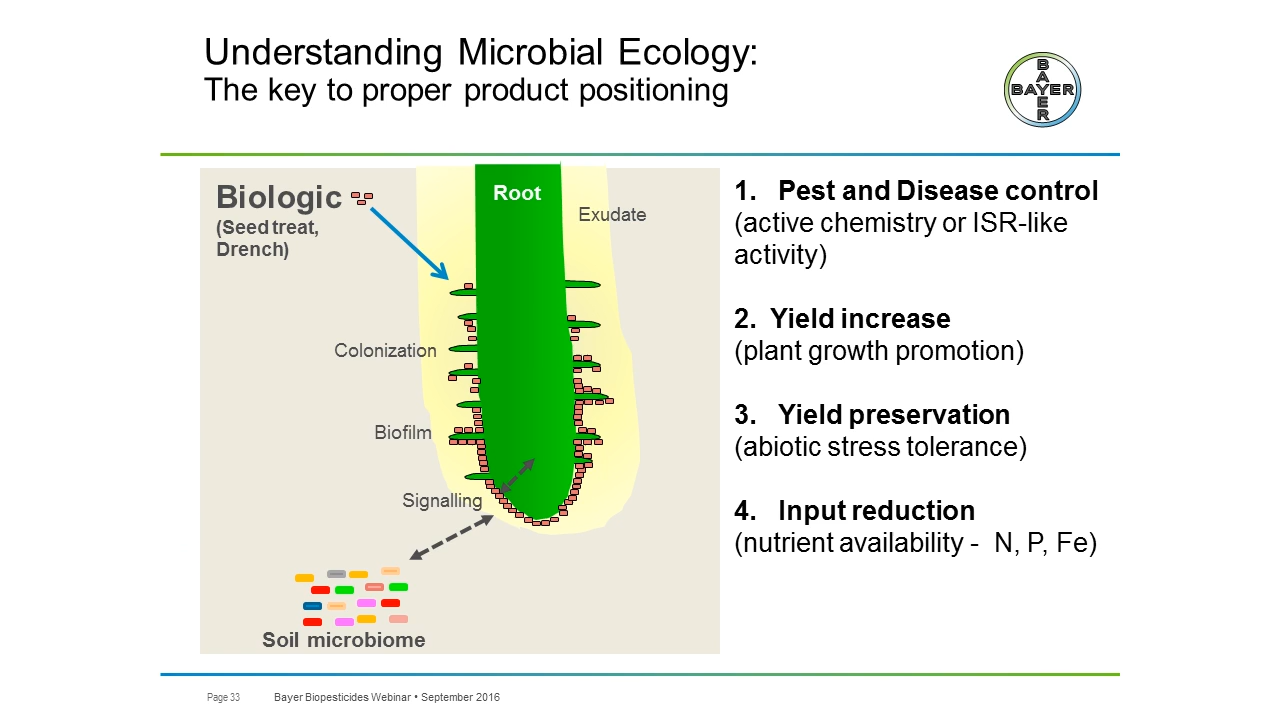 Understanding Microbial Ecology:
The key to proper product positioning
BAYER
BAYER
Biologic
(Seed treat,
Drench)
Root
Exudate
Colonization
Biofilm
Signalling
Soil microbiome
1. Pest and Disease control
(active chemistry or ISR-like
activity)
2. Yield increase
(plant growth promotion)
3. Yield preservation
(abiotic stress tolerance)
4. Input reduction
(nutrient availability - N, P, Fe)
Page 33 Bayer Biopesticides Webinar • September 2016